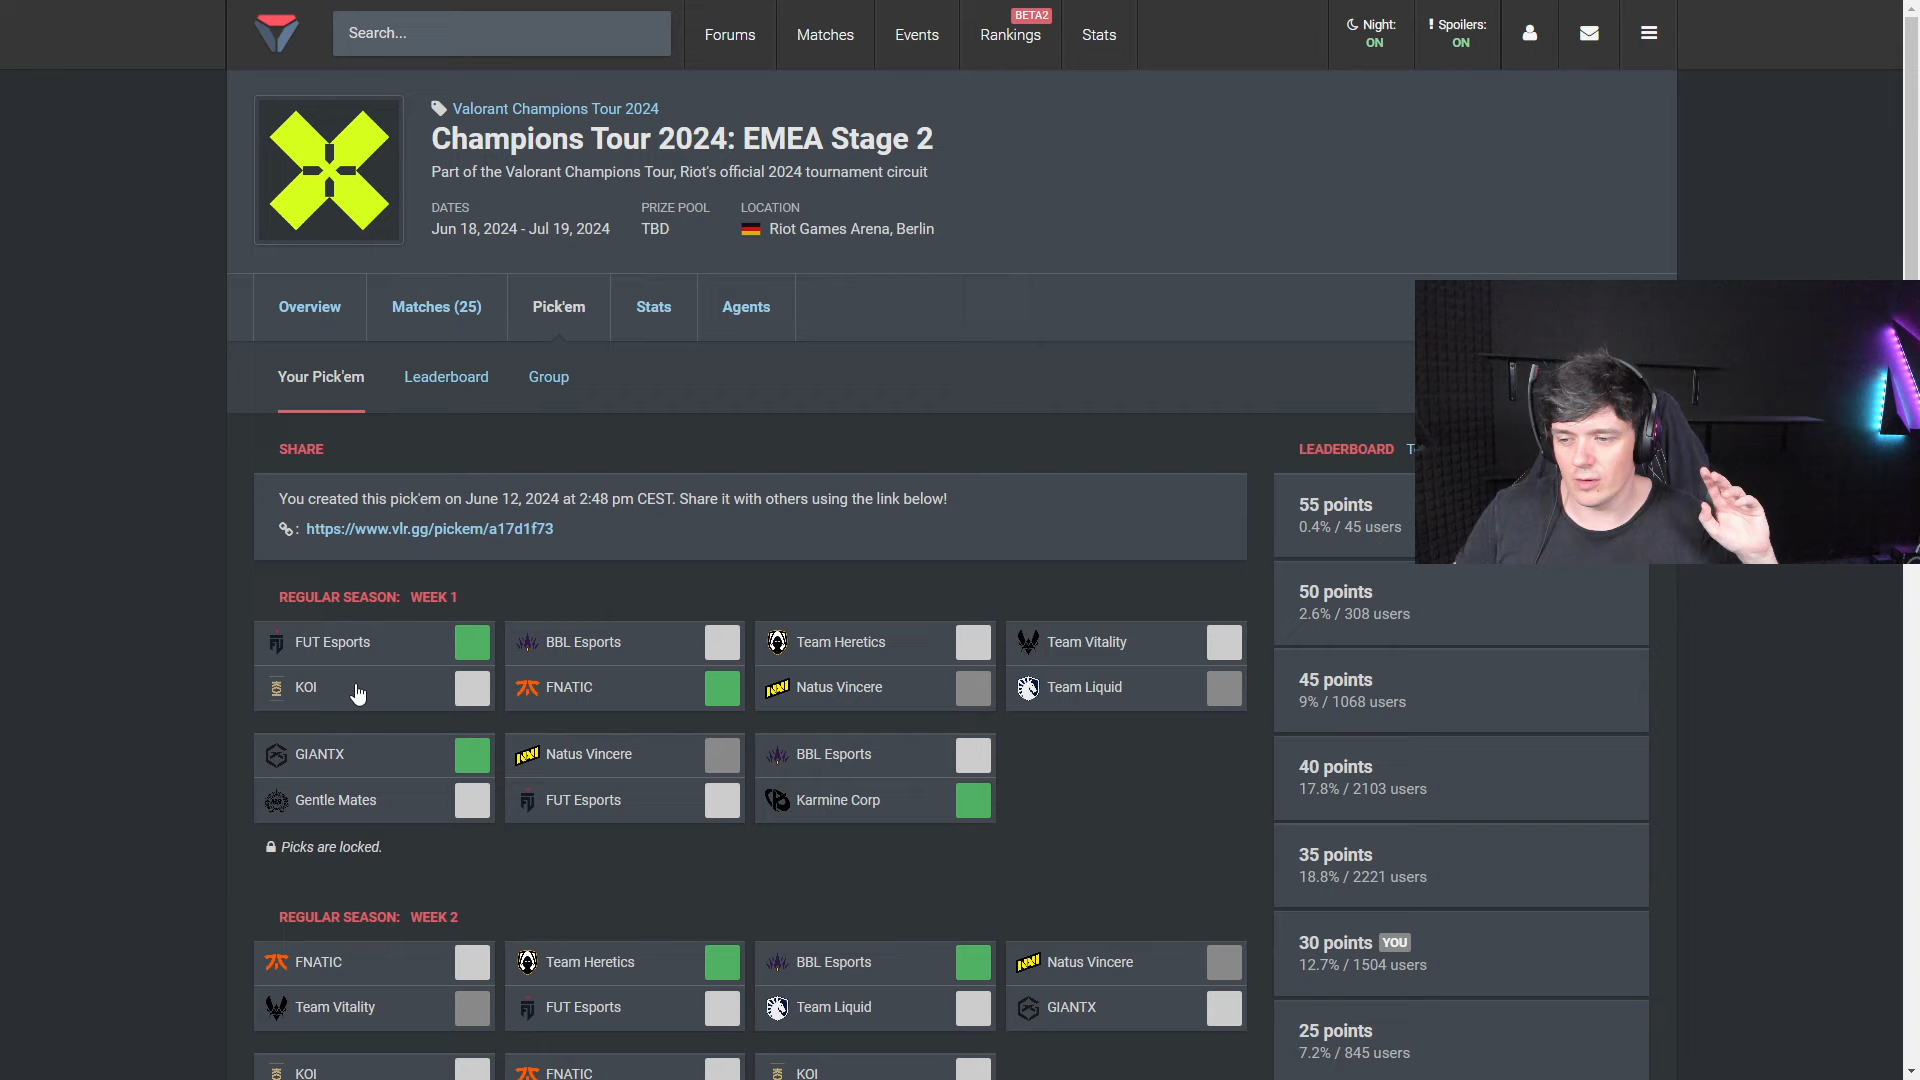 Search...
Forums
Matches
Events
BETA2
Rankings
Stats
Night:
ON
Spoilers:
ON
Valorant Champions Tour 2024
Champions Tour 2024: EMEA Stage 2
Part of the Valorant Champions Tour, Riot's official 2024 tournament circuit
DATES
Jun 18, 2024 - Jul 19, 2024
PRIZE POOL
TBD
LOCATION
Riot Games Arena, Berlin
Overview
Matches (25)
Pick'em
Stats
Agents
Your Pick'em
Leaderboard
Group
SHARE
You created this pick'em on June 12, 2024 at 2:48 pm CEST. Share it with others using the link below!
: https://www.vlr.gg/pickem/a17d1f73
REGULAR SEASON: WEEK 1
FUT Esports
KOI
BBL Esports
FNATIC
Team Heretics
Natus Vincere
Team Vitality
Team Liquid
GIANTX
Gentle Mates
Natus Vincere
FUT Esports
BBL Esports
Karmine Corp
Picks are locked.
REGULAR SEASON: WEEK 2
FNATIC
Team Vitality
Team Heretics
FUT Esports
BBL Esports
Team Liquid
Natus Vincere
GIANTX
KOI
FNATIC
KOI
LEADERBOARD
55 points
0.4% / 45 users
50 points
2.6% / 308 users
45 points
9% / 1068 users
40 points
17.8% / 2103 users
35 points
18.8% / 2221 users
30 points YOU
12.7% / 1504 users
25 points
7.2% / 845 users